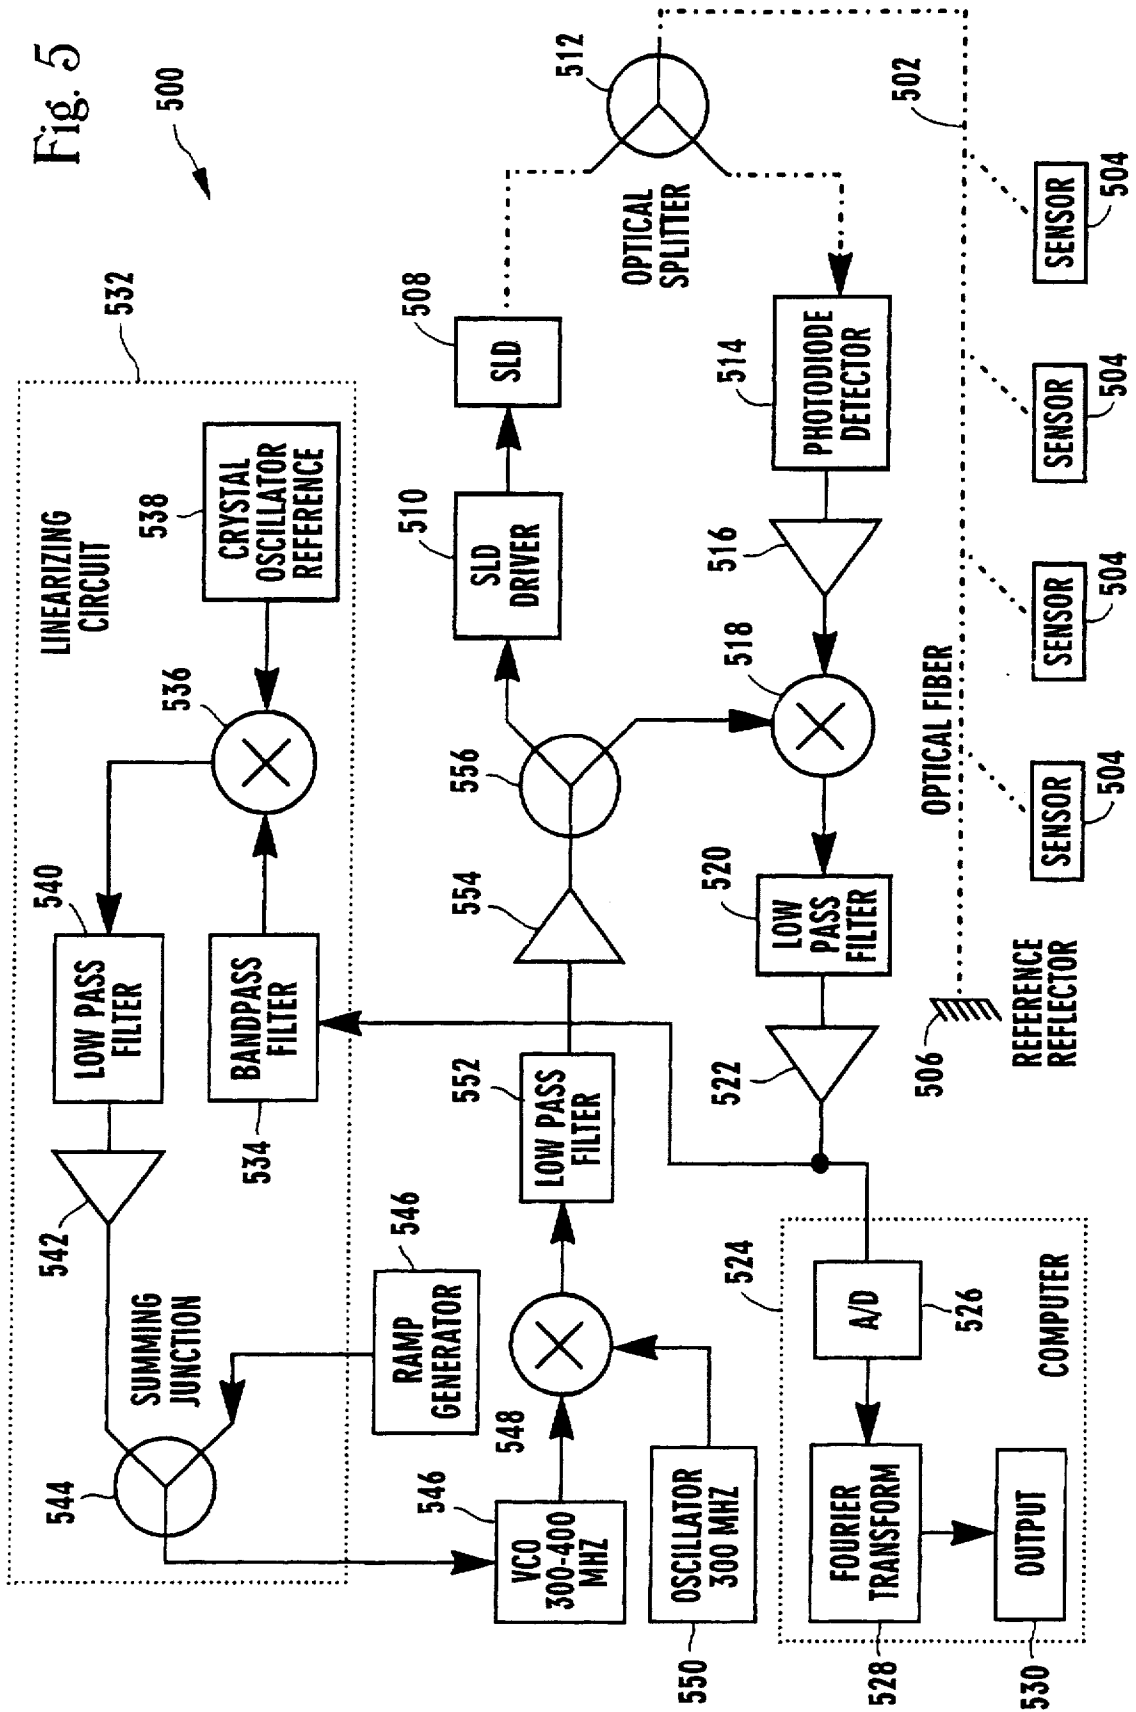 Fig. 5
500
532
LINEARIZING
CIRCUIT
538
CRYSTAL
OSCILLATOR
REFERENCE
536
540
LOW PASS
FILTER
BANDPASS
FILTER
534
542
SUMMING
JUNCTION
544
512
OPTICAL
SPLITTER
508
SLD
510
SLD
DRIVER
556
554
552
LOW PASS
FILTER
546
RAMP
GENERATOR
548
546
VCO
300-400
MHZ
OSCILLATOR
300 MHZ
550
514
PHOTODIODE
DETECTOR
516
518
520
LOW
PASS
FILTER
522
524
A/D
526
COMPUTER
FOURIER
TRANSFORM
528
OUTPUT
530
502
OPTICAL FIBER
506
REFERENCE
REFLECTOR
SENSOR
504
SENSOR
504
SENSOR
504
SENSOR
504